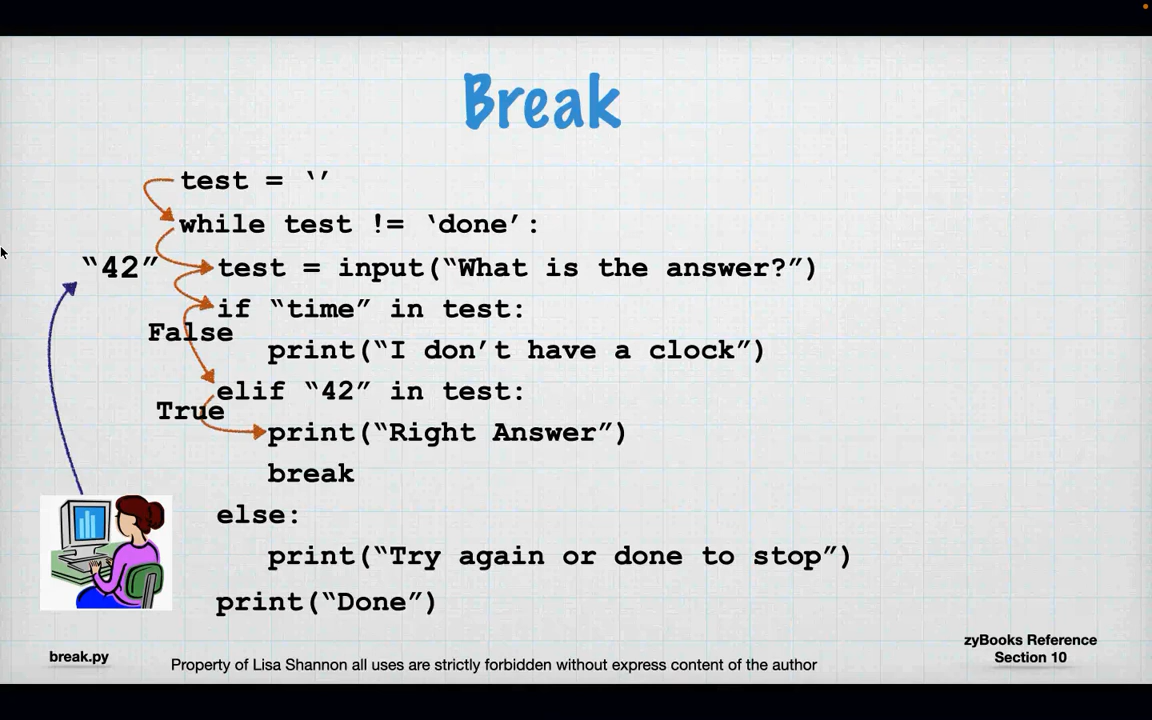 Break
test = ‘’
while test != ‘done’:
“42”
test = input(“What is the answer?”)
if “time” in test:
False
print(“I don’t have a clock”)
elif “42” in test:
True
print(“Right Answer”)
break
else:
print(“Try again or done to stop”)
print(“Done”)
break.py
Property of Lisa Shannon all uses are strictly forbidden without express content of the author
zyBooks Reference
Section 10